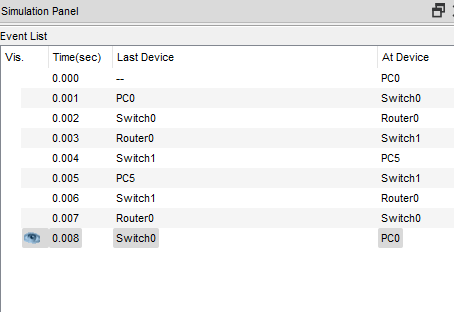 Simulation Panel
Event List
Vis. Time(sec) Last Device At Device
0.000 -- PC0
0.001 PC0 Switch0
0.002 Switch0 Router0
0.003 Router0 Switch1
0.004 Switch1 PC5
0.005 PC5 Switch1
0.006 Switch1 Router0
0.007 Router0 Switch0
0.008 Switch0 PC0